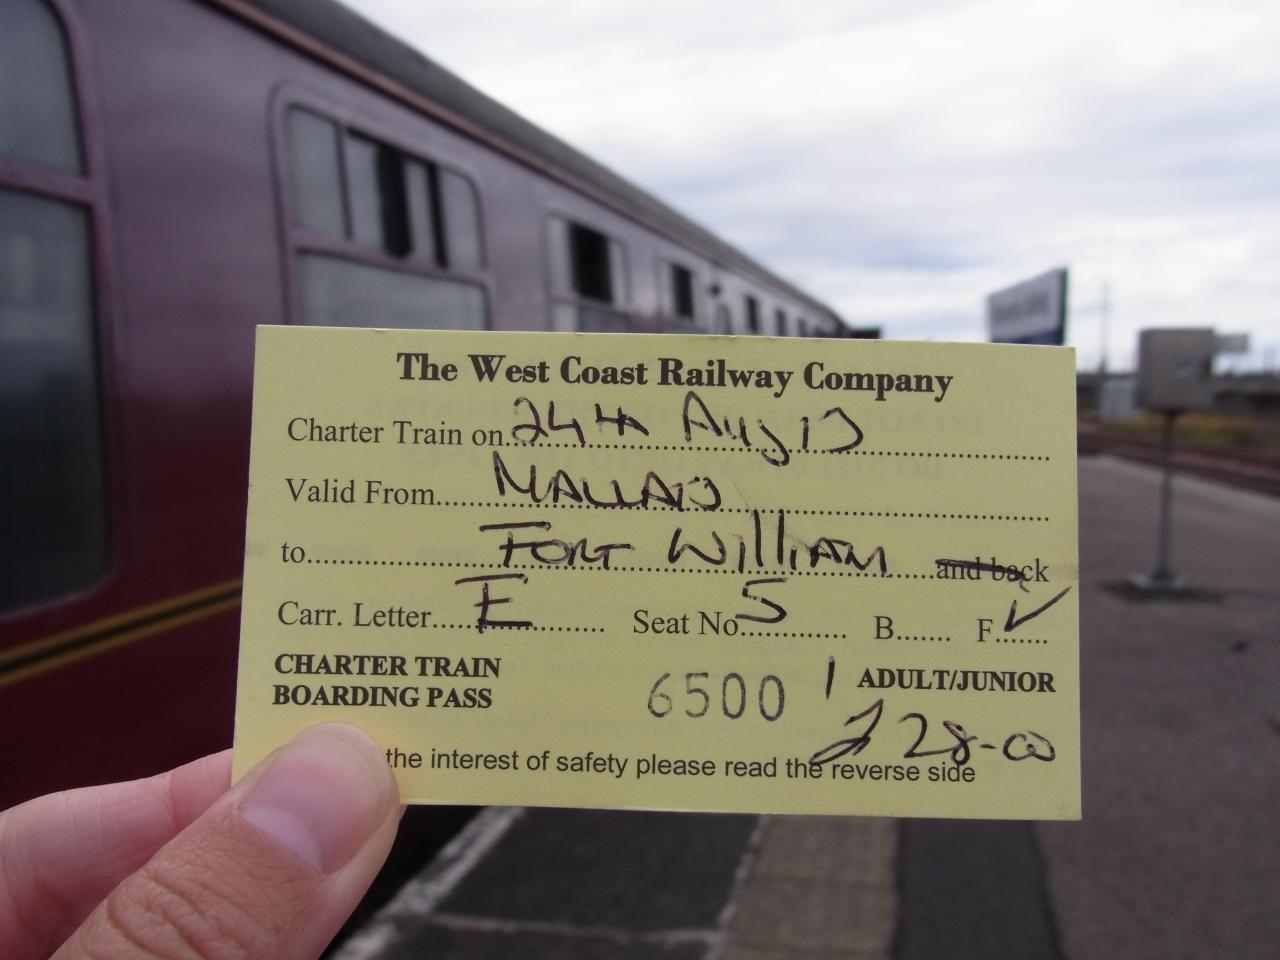 The West Coast Railway Company
Charter Train on 24th Aug 13
Valid From MALLAIG
to FORT WilliAM and back
Carr. Letter E Seat No. 5 B F ✓
CHARTER TRAIN BOARDING PASS
6500
1 ADULT/JUNIOR
£28-00
the interest of safety please read the reverse side